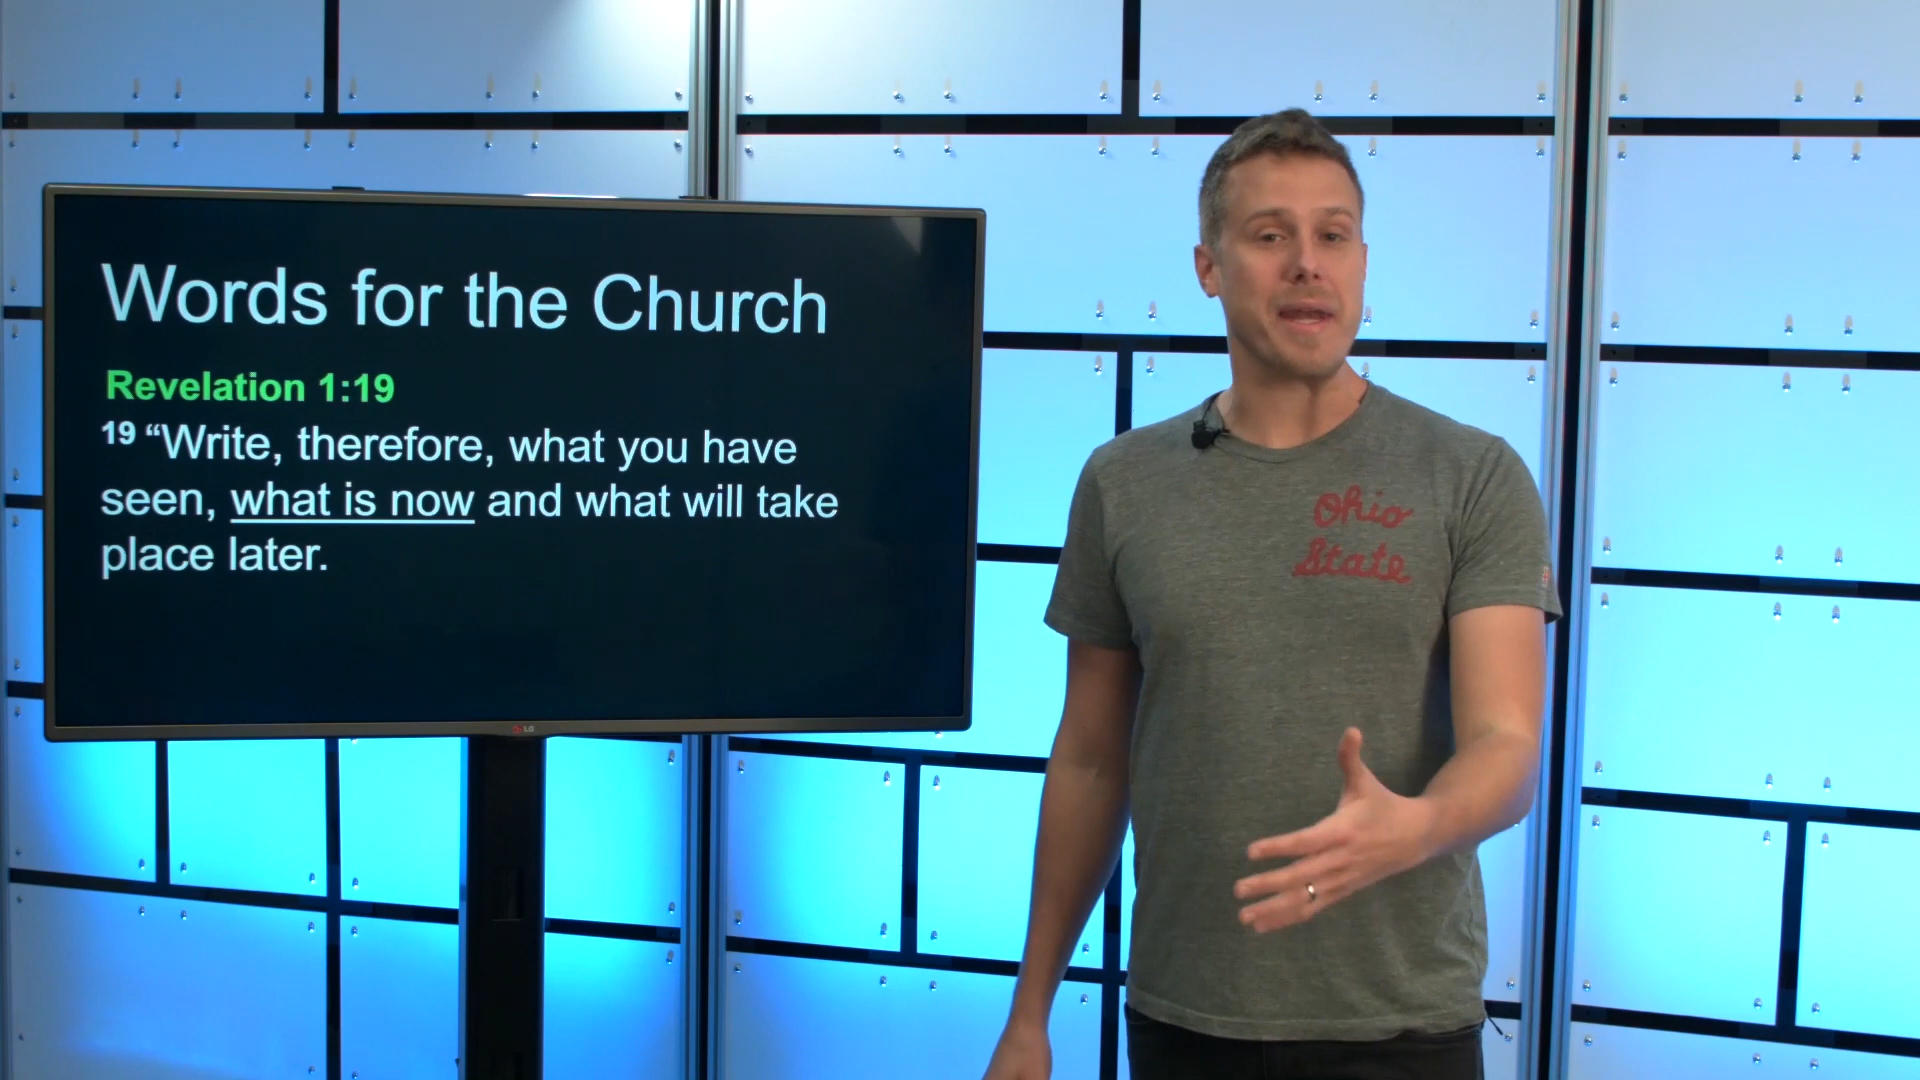 Words for the Church
Revelation 1:19
19 “Write, therefore, what you have
seen, what is now and what will take
place later.
LG
Ohio
State